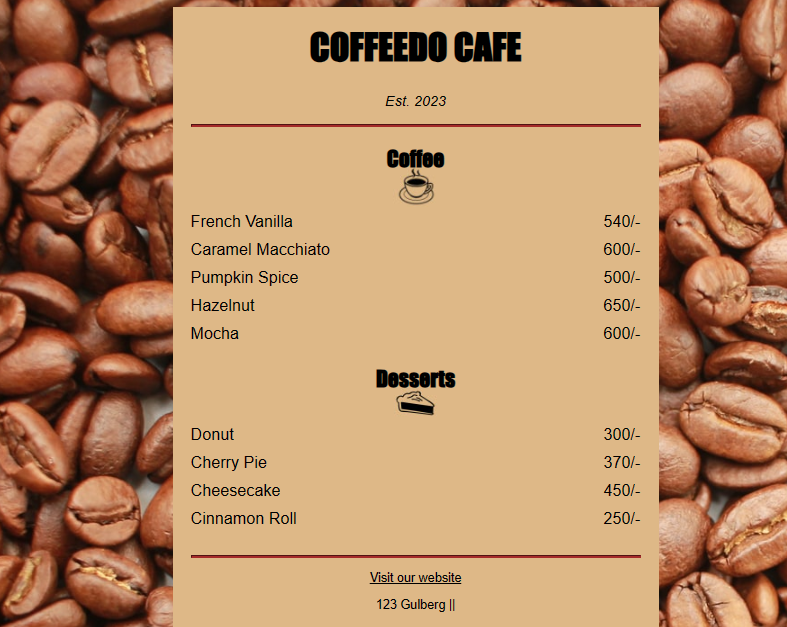 COFFEEDO CAFE
Est. 2023
Coffee
French Vanilla 540/-
Caramel Macchiato 600/-
Pumpkin Spice 500/-
Hazelnut 650/-
Mocha 600/-
Desserts
Donut 300/-
Cherry Pie 370/-
Cheesecake 450/-
Cinnamon Roll 250/-
Visit our website
123 Gulberg ||